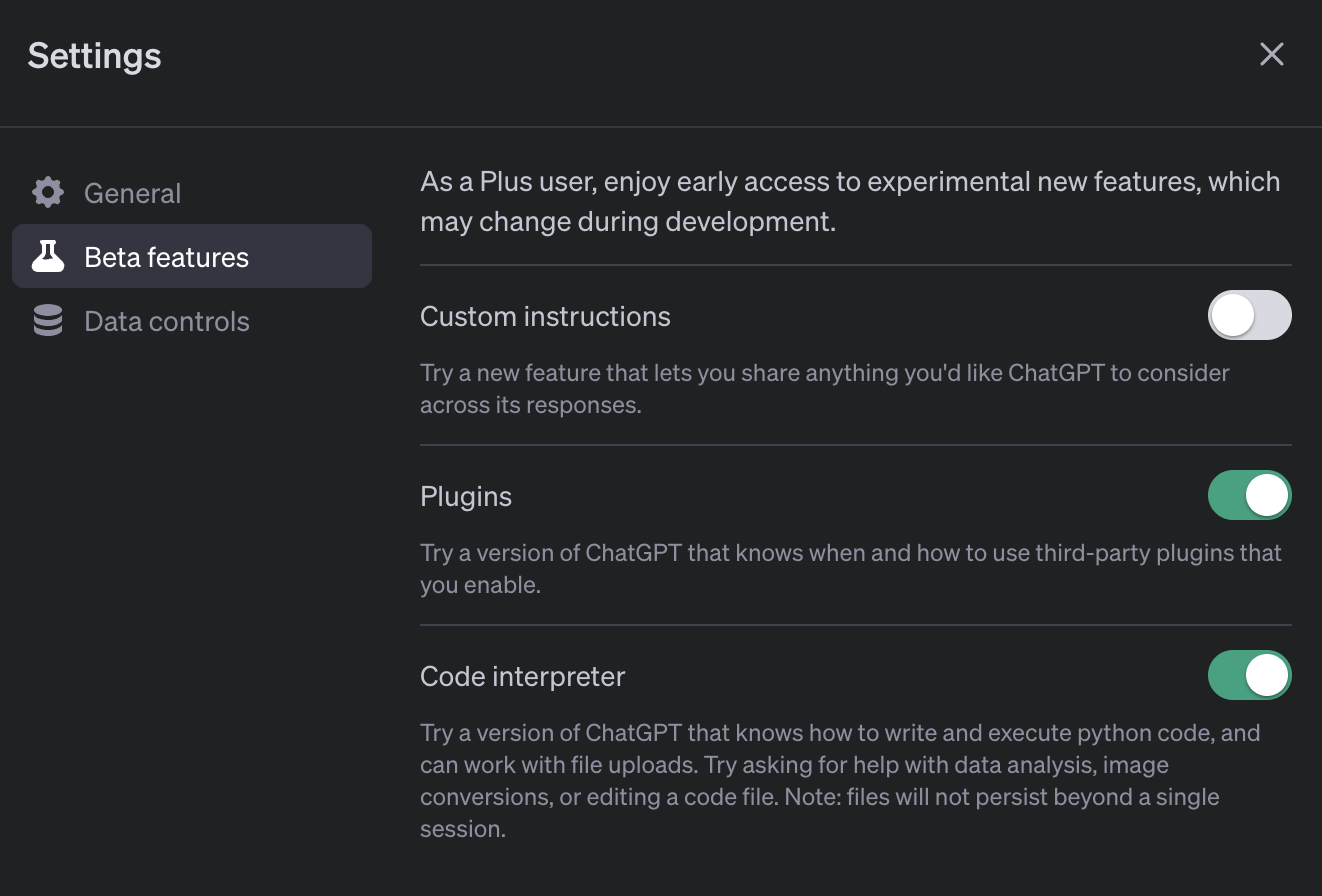 Settings
General
Beta features
Data controls
As a Plus user, enjoy early access to experimental new features, which
may change during development.
Custom instructions
Try a new feature that lets you share anything you'd like ChatGPT to consider
across its responses.
Plugins
Try a version of ChatGPT that knows when and how to use third-party plugins that
you enable.
Code interpreter
Try a version of ChatGPT that knows how to write and execute python code, and
can work with file uploads. Try asking for help with data analysis, image
conversions, or editing a code file. Note: files will not persist beyond a single
session.